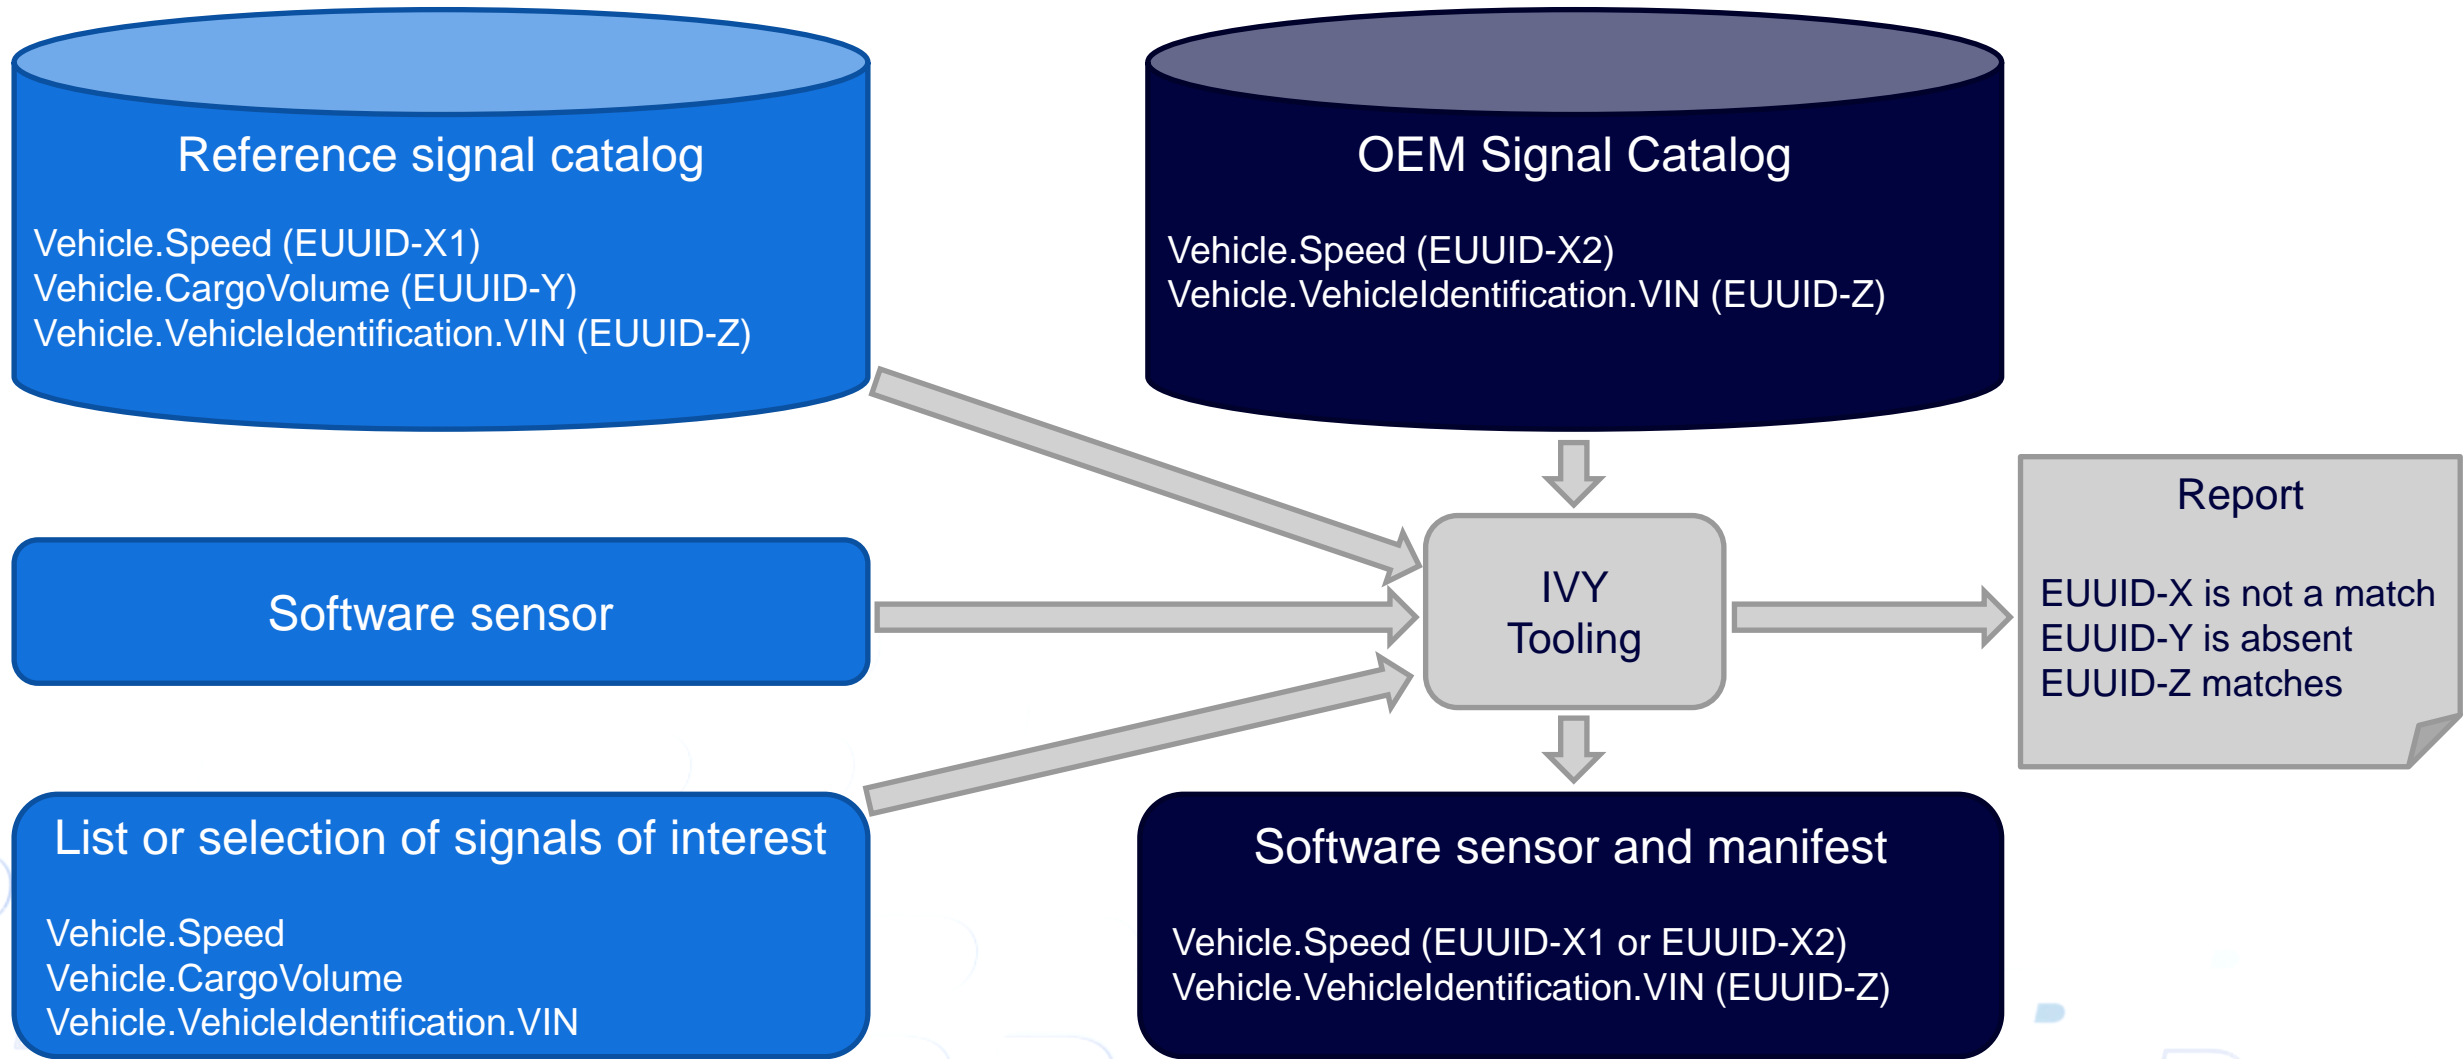 Reference signal catalog
Vehicle.Speed (EUUID-X1)
Vehicle.CargoVolume (EUUID-Y)
Vehicle.VehicleIdentification.VIN (EUUID-Z)
OEM Signal Catalog
Vehicle.Speed (EUUID-X2)
Vehicle.VehicleIdentification.VIN (EUUID-Z)
Software sensor
IVY
Tooling
Report
EUUID-X is not a match
EUUID-Y is absent
EUUID-Z matches
List or selection of signals of interest
Vehicle.Speed
Vehicle.CargoVolume
Vehicle.VehicleIdentification.VIN
Software sensor and manifest
Vehicle.Speed (EUUID-X1 or EUUID-X2)
Vehicle.VehicleIdentification.VIN (EUUID-Z)